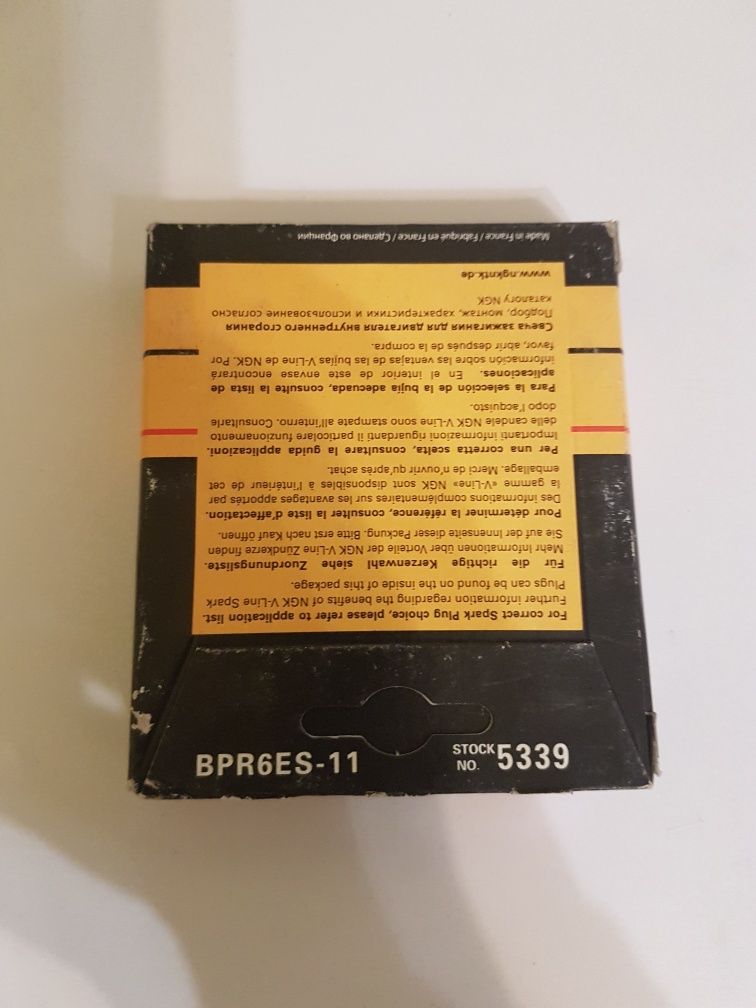 For correct Spark Plug choice, please refer to application list.
Further information regarding the benefits of NGK V-Line Spark
Plugs can be found on the inside of this package.
Für die richtige Kerzenwahl siehe Zuordnungsliste.
Mehr Informationen über Vorteile der NGK V-Line Zündkerze finden
Sie auf der Innenseite dieser Packung. Bitte erst nach Kauf öffnen.
Pour déterminer la référence, consulter la liste d'affectation.
Des informations complémentaires sur les avantages apportés par
la gamme «V-Line» NGK sont disponibles à l'intérieur de cet
emballage. Merci de n'ouvrir qu'après achat.
Per una corretta scelta, consultare la guida applicazioni.
Importanti informazioni riguardanti il particolare funzionamento
delle candele NGK V-Line sono stampate all'interno. Consultarle
dopo l'acquisto.
Para la selección de la bujía adecuada, consulte la lista de
aplicaciones. En el interior de este envase encontrará
información sobre las ventajas de las bujías V-Line de NGK. Por
favor, abrir después de la compra.
Свеча зажигания для двигателя внутреннего сгорания
Подбор, монтаж, характеристики и использование согласно
каталогу NGK
www.ngkntk.de
Made in France / Fabriqué en France / Сделано во Франции
BPR6ES-11
STOCK NO. 5339